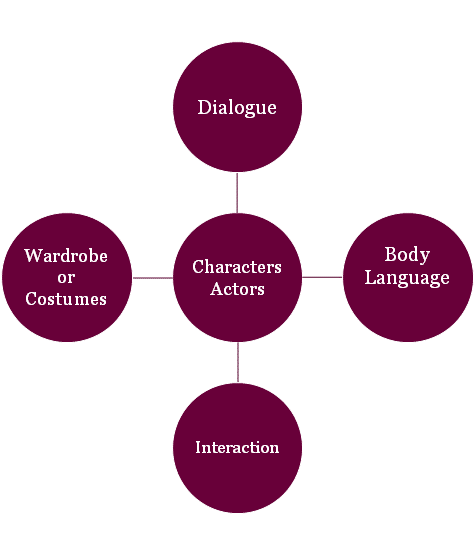 Dialogue
Wardrobe
or
Costumes
Characters
Actors
Body
Language
Interaction